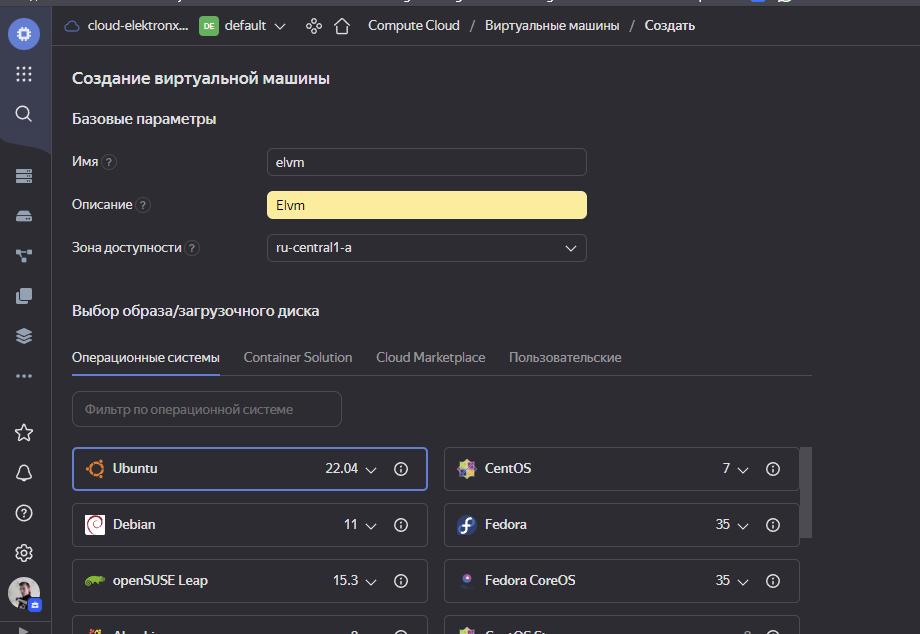 cloud-elektronx... DE default Compute Cloud / Виртуальные машины / Создать
Создание виртуальной машины
Базовые параметры
Имя ? elvm
Описание ? Elvm
Зона доступности ? ru-central1-a
Выбор образа/загрузочного диска
Операционные системы Container Solution Cloud Marketplace Пользовательские
Фильтр по операционной системе
Ubuntu 22.04 CentOS 7
Debian 11 Fedora 35
openSUSE Leap 15.3 Fedora CoreOS 35